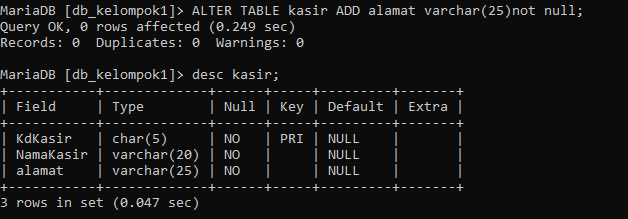 MariaDB [db_kelompok1]> ALTER TABLE kasir ADD alamat varchar(25)not null;
Query OK, 0 rows affected (0.249 sec)
Records: 0  Duplicates: 0  Warnings: 0

MariaDB [db_kelompok1]> desc kasir;
+-----------+-------------+------+-----+---------+-------+
| Field     | Type        | Null | Key | Default | Extra |
+-----------+-------------+------+-----+---------+-------+
| KdKasir   | char(5)     | NO   | PRI | NULL    |       |
| NamaKasir | varchar(20) | NO   |     | NULL    |       |
| alamat    | varchar(25) | NO   |     | NULL    |       |
+-----------+-------------+------+-----+---------+-------+
3 rows in set (0.047 sec)